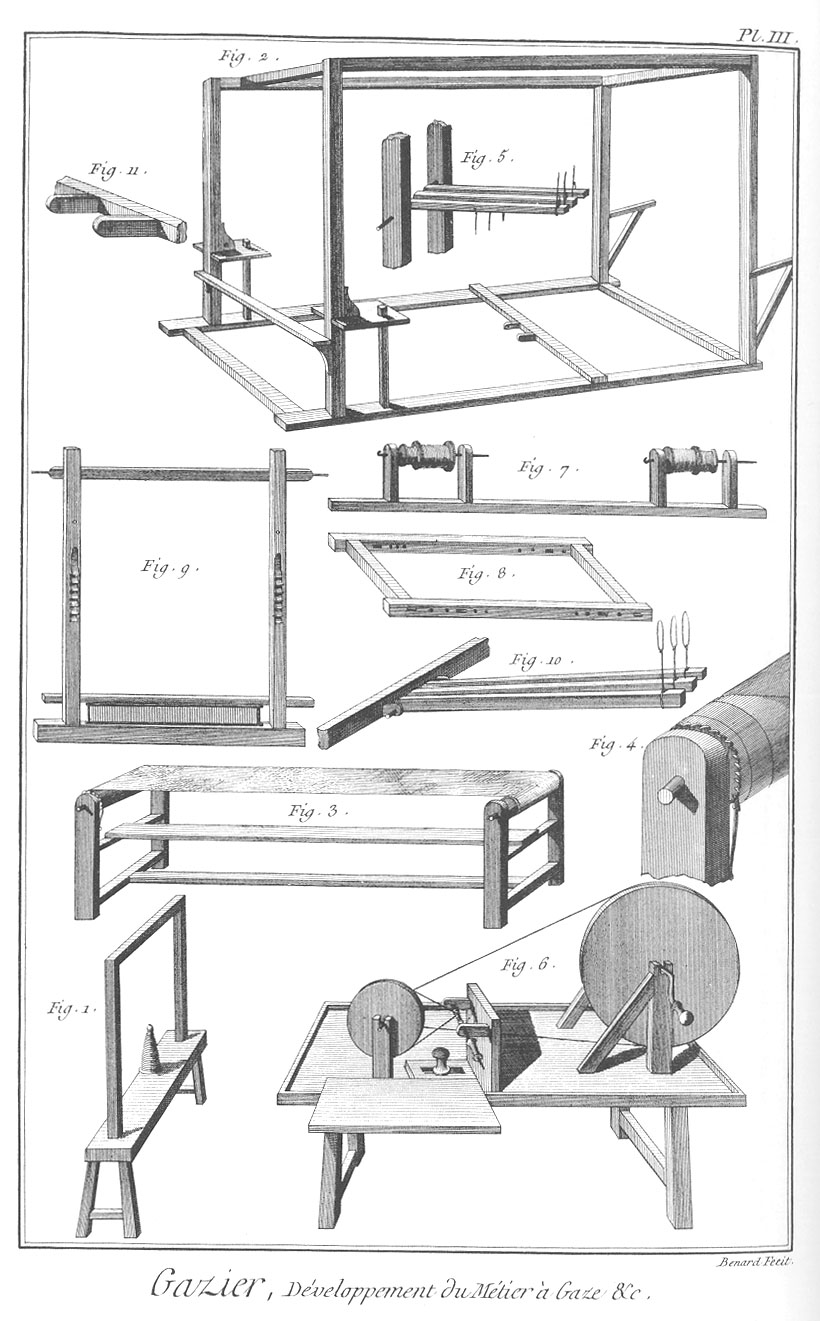 Pl. III.
Fig. 2.
Fig. 11.
Fig. 5.
Fig. 7.
Fig. 9.
Fig. 8.
Fig. 10.
Fig. 4.
Fig. 3.
Fig. 6.
Fig. 1.
Benard Fecit.
Gazier, Développement du Métier à Gaze &c.